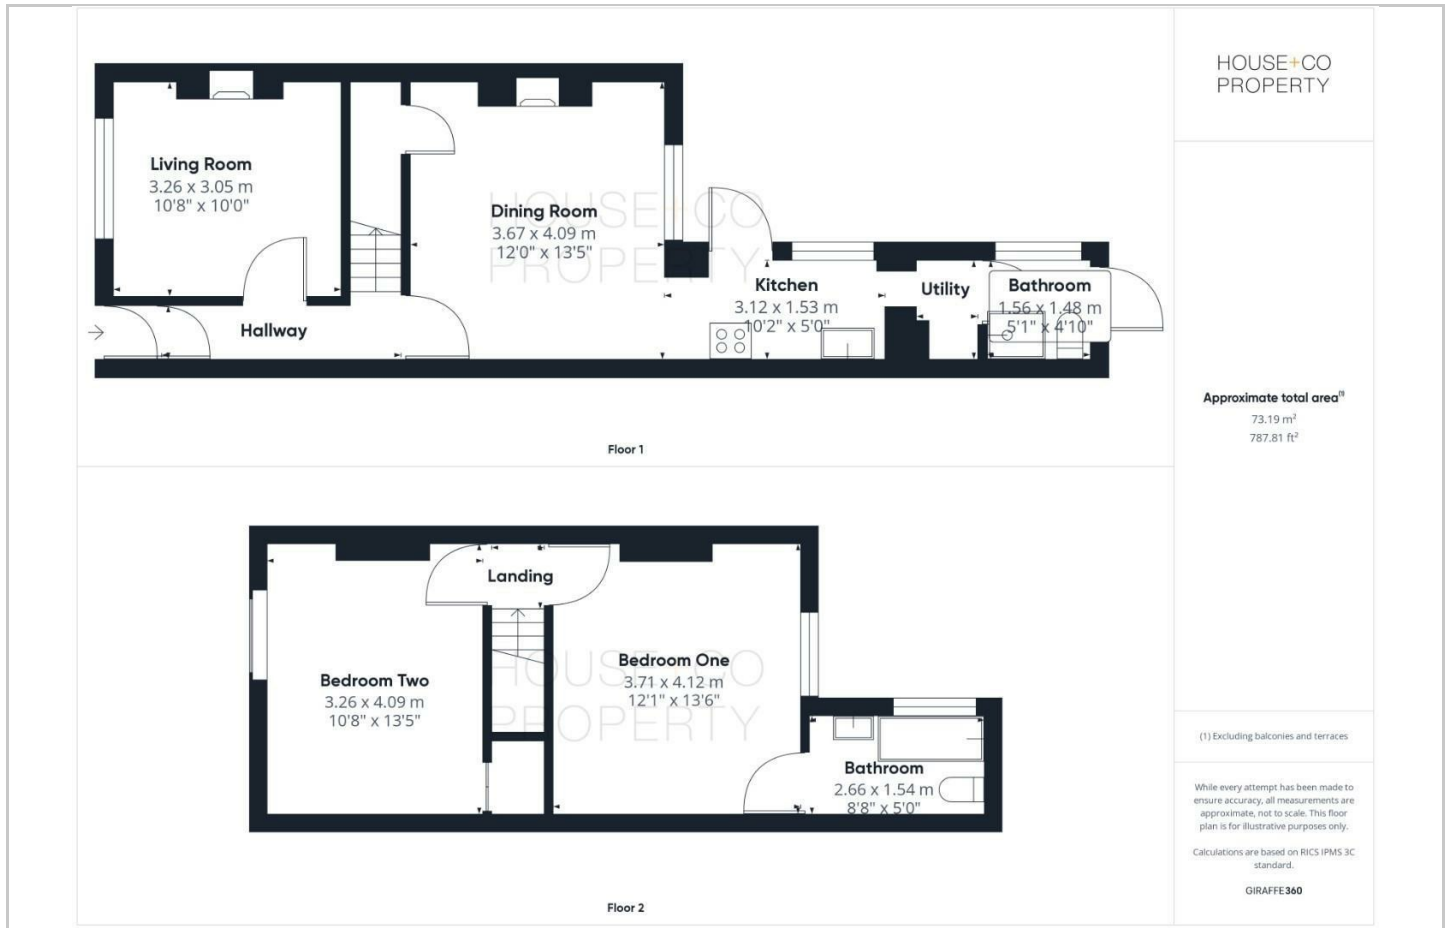 HOUSE+CO
PROPERTY
Living Room
3.26 x 3.05 m
10'8" x 10'0"
Dining Room
3.67 x 4.09 m
12'0" x 13'5"
HOUSE+CO
PROPERTY
Kitchen
3.12 x 1.53 m
10'2" x 5'0"
Utility
Bathroom
1.56 x 1.48 m
5'1" x 4'10"
Hallway
Floor 1
Approximate total area(1)
73.19 m²
787.81 ft²
Landing
Bedroom Two
3.26 x 4.09 m
10'8" x 13'5"
Bedroom One
3.71 x 4.12 m
12'1" x 13'6"
HOUSE+CO
PROPERTY
Bathroom
2.66 x 1.54 m
8'8" x 5'0"
Floor 2
(1) Excluding balconies and terraces
While every attempt has been made to
ensure accuracy, all measurements are
approximate, not to scale. This floor
plan is for illustrative purposes only.
Calculations are based on RICS IPMS 3C
standard.
GIRAFFE360